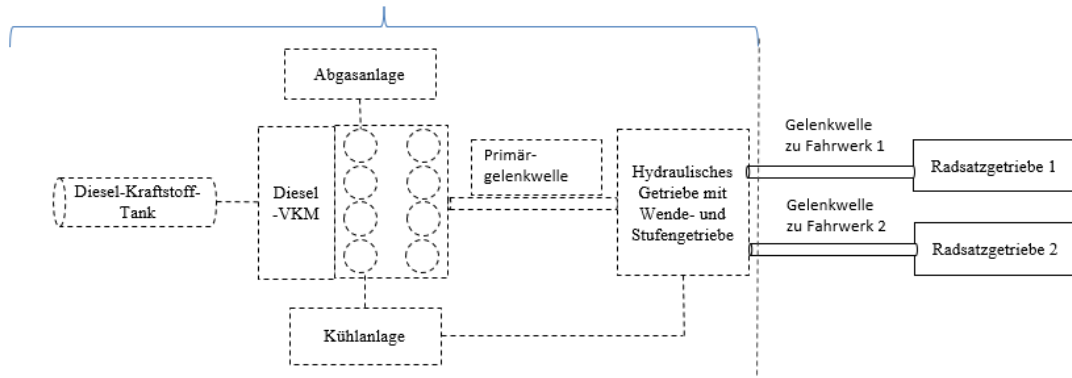 Abgasanlage
Diesel-Kraftstoff-
Tank
Diesel
-VKM
Primär-
gelenkwelle
Hydraulisches
Getriebe mit
Wende- und
Stufengetriebe
Gelenkwelle
zu Fahrwerk 1
Radsatzgetriebe 1
Gelenkwelle
zu Fahrwerk 2
Radsatzgetriebe 2
Kühlanlage